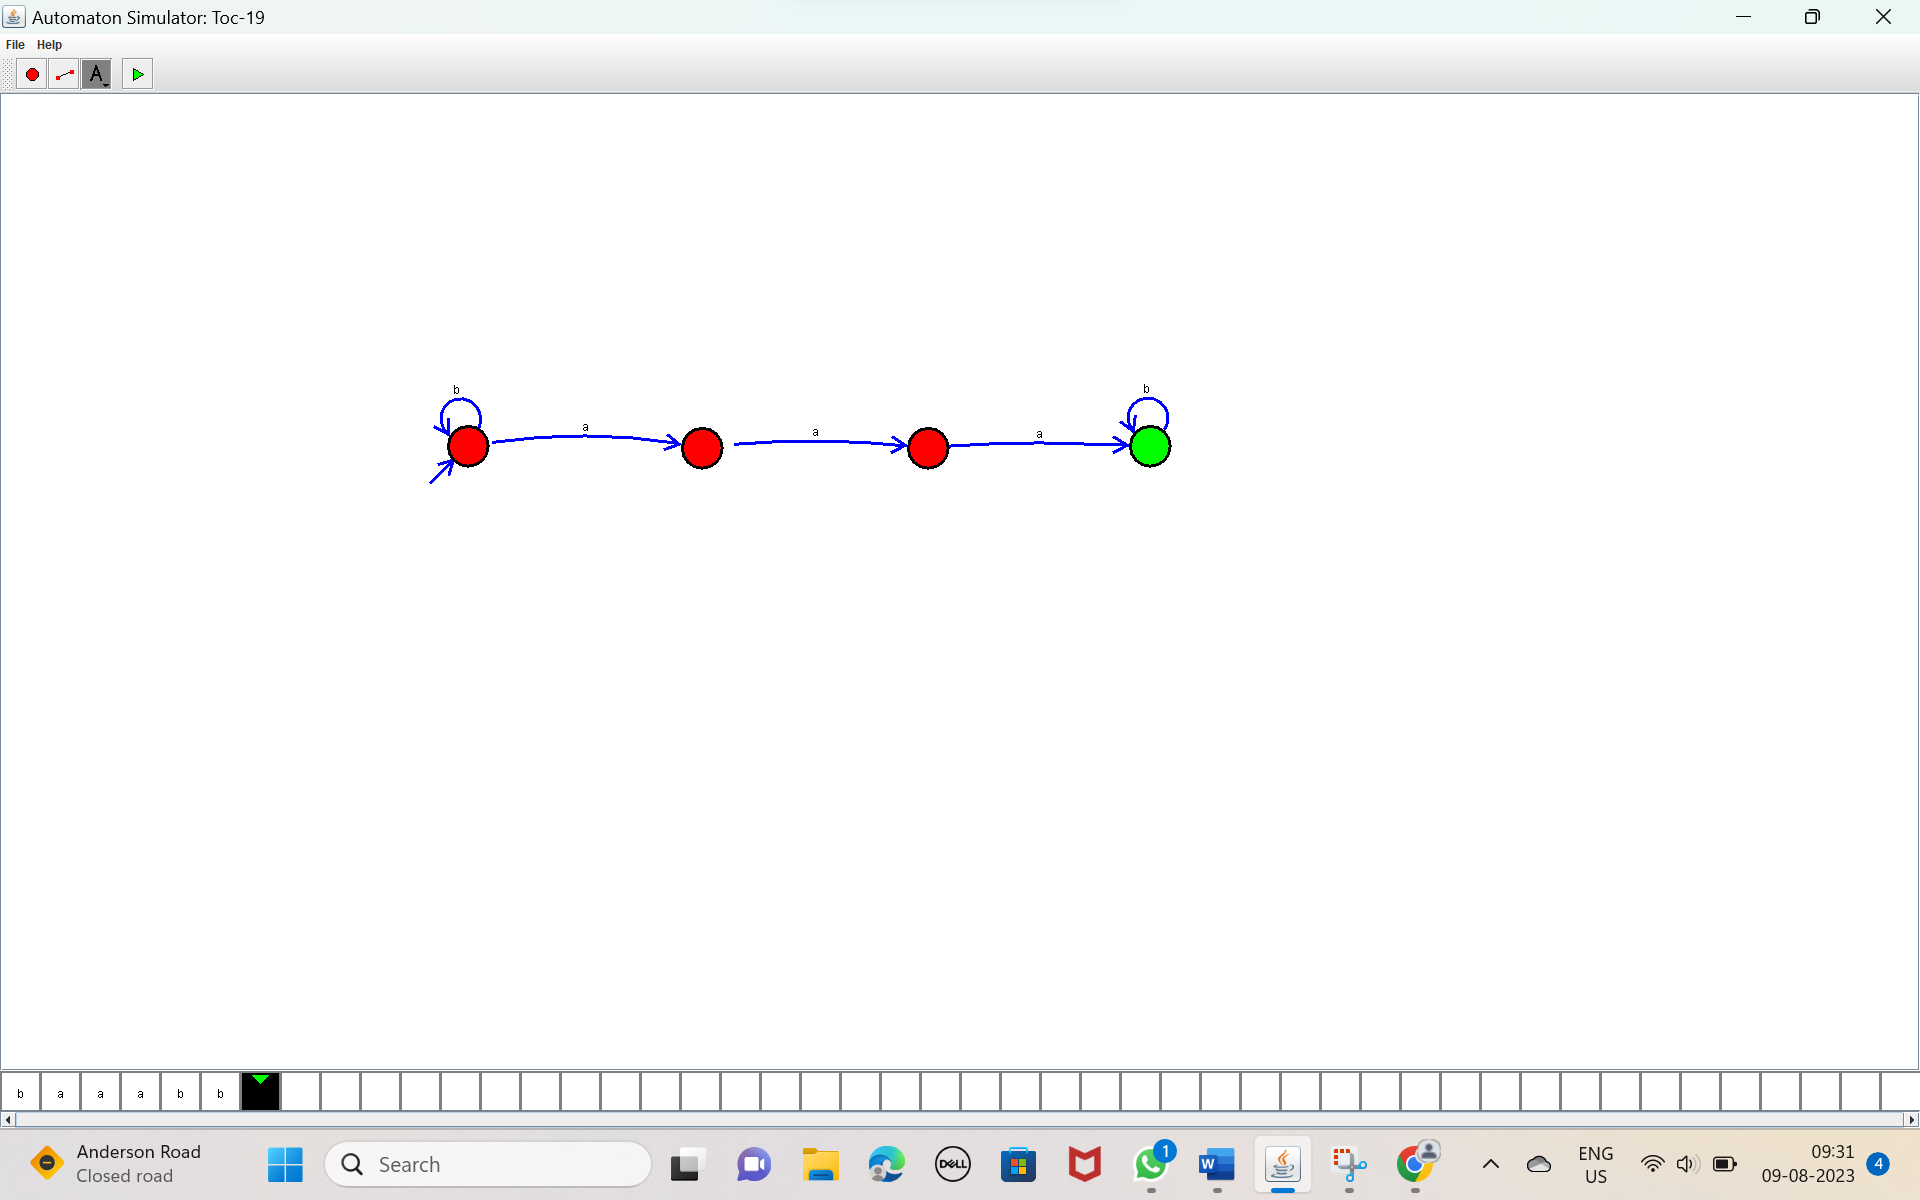 Automaton Simulator: Toc-19
File Help
A
b
a
a
a
b
b a a a b b
Anderson Road
Closed road
Search
DELL
1
W
ENG
US
09:31
09-08-2023
4